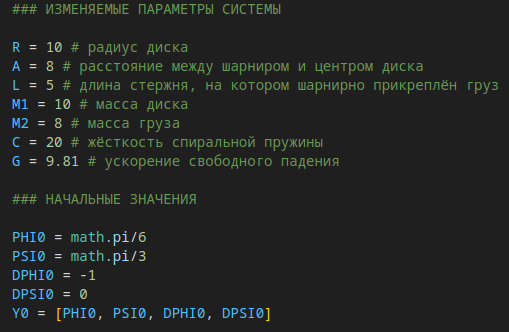 ### ИЗМЕНЯЕМЫЕ ПАРАМЕТРЫ СИСТЕМЫ
R = 10 # радиус диска
A = 8 # расстояние между шарниром и центром диска
L = 5 # длина стержня, на котором шарнирно прикреплён груз
M1 = 10 # масса диска
M2 = 8 # масса груза
C = 20 # жёсткость спиральной пружины
G = 9.81 # ускорение свободного падения
### НАЧАЛЬНЫЕ ЗНАЧЕНИЯ
PHI0 = math.pi/6
PSI0 = math.pi/3
DPHI0 = -1
DPSI0 = 0
Y0 = [PHI0, PSI0, DPHI0, DPSI0]